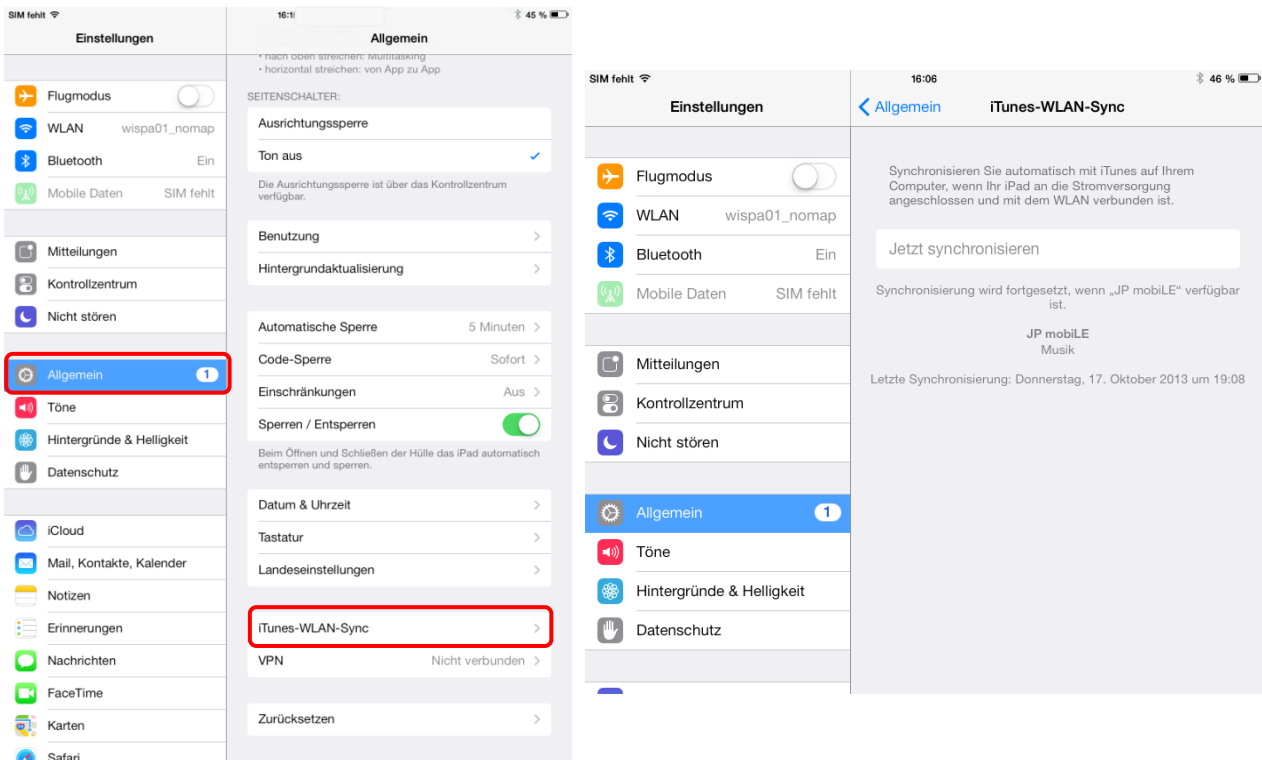 SIM fehlt
45 %
Einstellungen
Flugmodus
WLAN wispa01_nomap
Bluetooth Ein
Mobile Daten SIM fehlt
Mitteilungen
Kontrollzentrum
Nicht stören
Allgemein 1
Töne
Hintergründe & Helligkeit
Datenschutz
iCloud
Mail, Kontakte, Kalender
Notizen
Erinnerungen
Nachrichten
FaceTime
Karten
Safari
Allgemein
• nach oben streichen: Multitasking
• horizontal streichen: von App zu App
SEITENSCHALTER:
Ausrichtungssperre
Ton aus
Die Ausrichtungssperre ist über das Kontrollzentrum
verfügbar.
Benutzung
Hintergrundaktualisierung
Automatische Sperre 5 Minuten
Code-Sperre Sofort
Einschränkungen Aus
Sperren / Entsperren
Beim Öffnen und Schließen der Hülle das iPad automatisch
entsperren und sperren.
Datum & Uhrzeit
Tastatur
Landeseinstellungen
iTunes-WLAN-Sync
VPN Nicht verbunden
Zurücksetzen
SIM fehlt 16:06 46 %
Einstellungen
Flugmodus
WLAN wispa01_nomap
Bluetooth Ein
Mobile Daten SIM fehlt
Mitteilungen
Kontrollzentrum
Nicht stören
Allgemein 1
Töne
Hintergründe & Helligkeit
Datenschutz
Allgemein iTunes-WLAN-Sync
Synchronisieren Sie automatisch mit iTunes auf Ihrem
Computer, wenn Ihr iPad an die Stromversorgung
angeschlossen und mit dem WLAN verbunden ist.
Jetzt synchronisieren
Synchronisierung wird fortgesetzt, wenn „JP mobiLE“ verfügbar
ist.
JP mobiLE
Musik
Letzte Synchronisierung: Donnerstag, 17. Oktober 2013 um 19:08